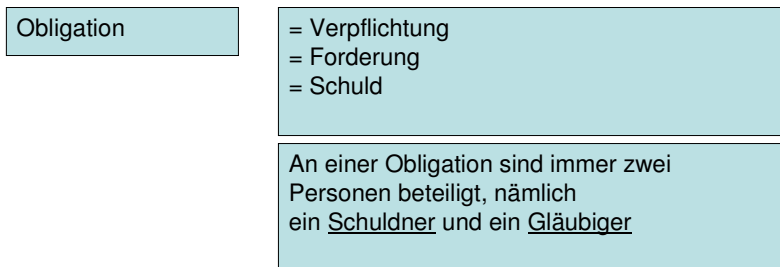 Obligation
= Verpflichtung
= Forderung
= Schuld
An einer Obligation sind immer zwei
Personen beteiligt, nämlich
ein Schuldner und ein Gläubiger